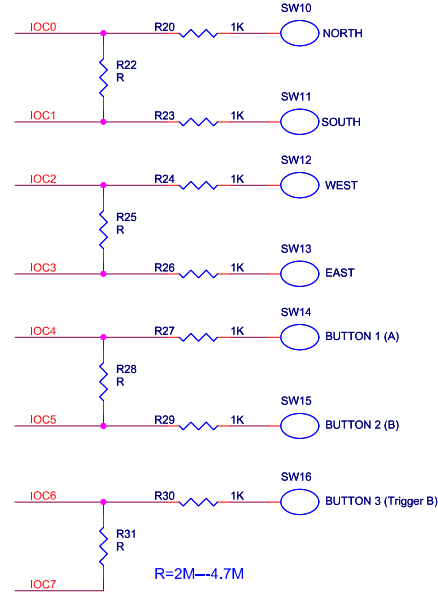 SW10
IOC0 R20 1K NORTH
R22
R
SW11
IOC1 R23 1K SOUTH
SW12
IOC2 R24 1K WEST
R25
R
SW13
IOC3 R26 1K EAST
SW14
IOC4 R27 1K BUTTON 1 (A)
R28
R
SW15
IOC5 R29 1K BUTTON 2 (B)
SW16
IOC6 R30 1K BUTTON 3 (Trigger B)
R31
R
R=2M---4.7M
IOC7